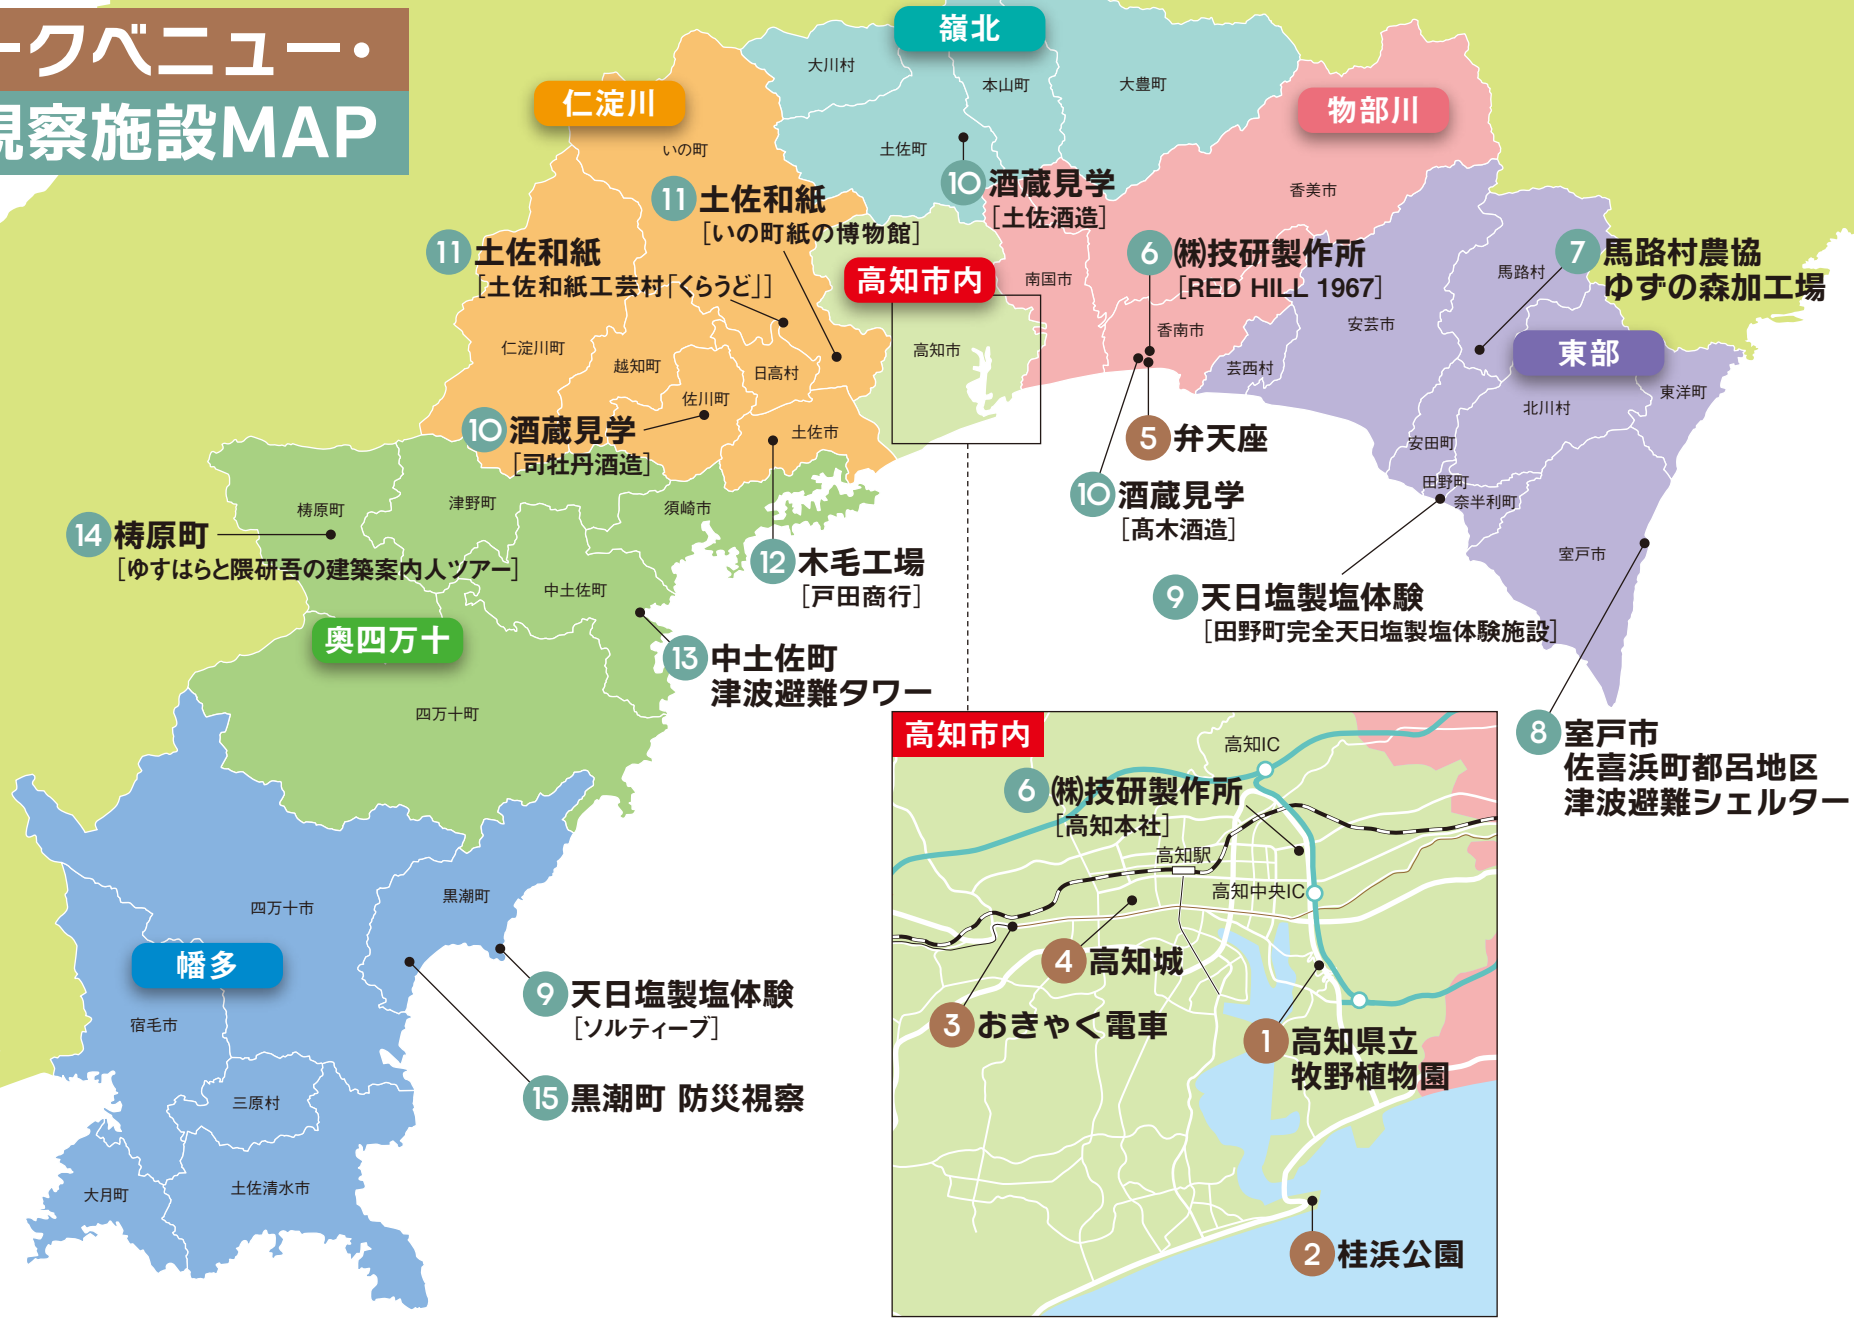 ークベニュー・
視察施設MAP
嶺北
大川村
本山町
大豊町
土佐町
10 酒蔵見学
[土佐酒造]
仁淀川
いの町
11 土佐和紙
[いの町紙の博物館]
11 土佐和紙
[土佐和紙工芸村「くらうど」]
仁淀川町
越知町
日高村
佐川町
土佐市
10 酒蔵見学
[司牡丹酒造]
12 木毛工場
[戸田商行]
高知市内
高知市
物部川
香美市
南国市
香南市
6 ㈱技研製作所
[RED HILL 1967]
5 弁天座
10 酒蔵見学
[髙木酒造]
東部
馬路村
安芸市
芸西村
北川村
東洋町
安田町
田野町
奈半利町
室戸市
7 馬路村農協
ゆずの森加工場
9 天日塩製塩体験
[田野町完全天日塩製塩体験施設]
8 室戸市
佐喜浜町都呂地区
津波避難シェルター
奥四万十
梼原町
津野町
須崎市
中土佐町
四万十町
14 梼原町
[ゆすはらと隈研吾の建築案内人ツアー]
13 中土佐町
津波避難タワー
幡多
四万十市
黒潮町
宿毛市
三原村
大月町
土佐清水市
9 天日塩製塩体験
[ソルティーブ]
15 黒潮町 防災視察
高知市内
高知IC
6 ㈱技研製作所
[高知本社]
高知駅
高知中央IC
4 高知城
3 おきゃく電車
1 高知県立
牧野植物園
2 桂浜公園